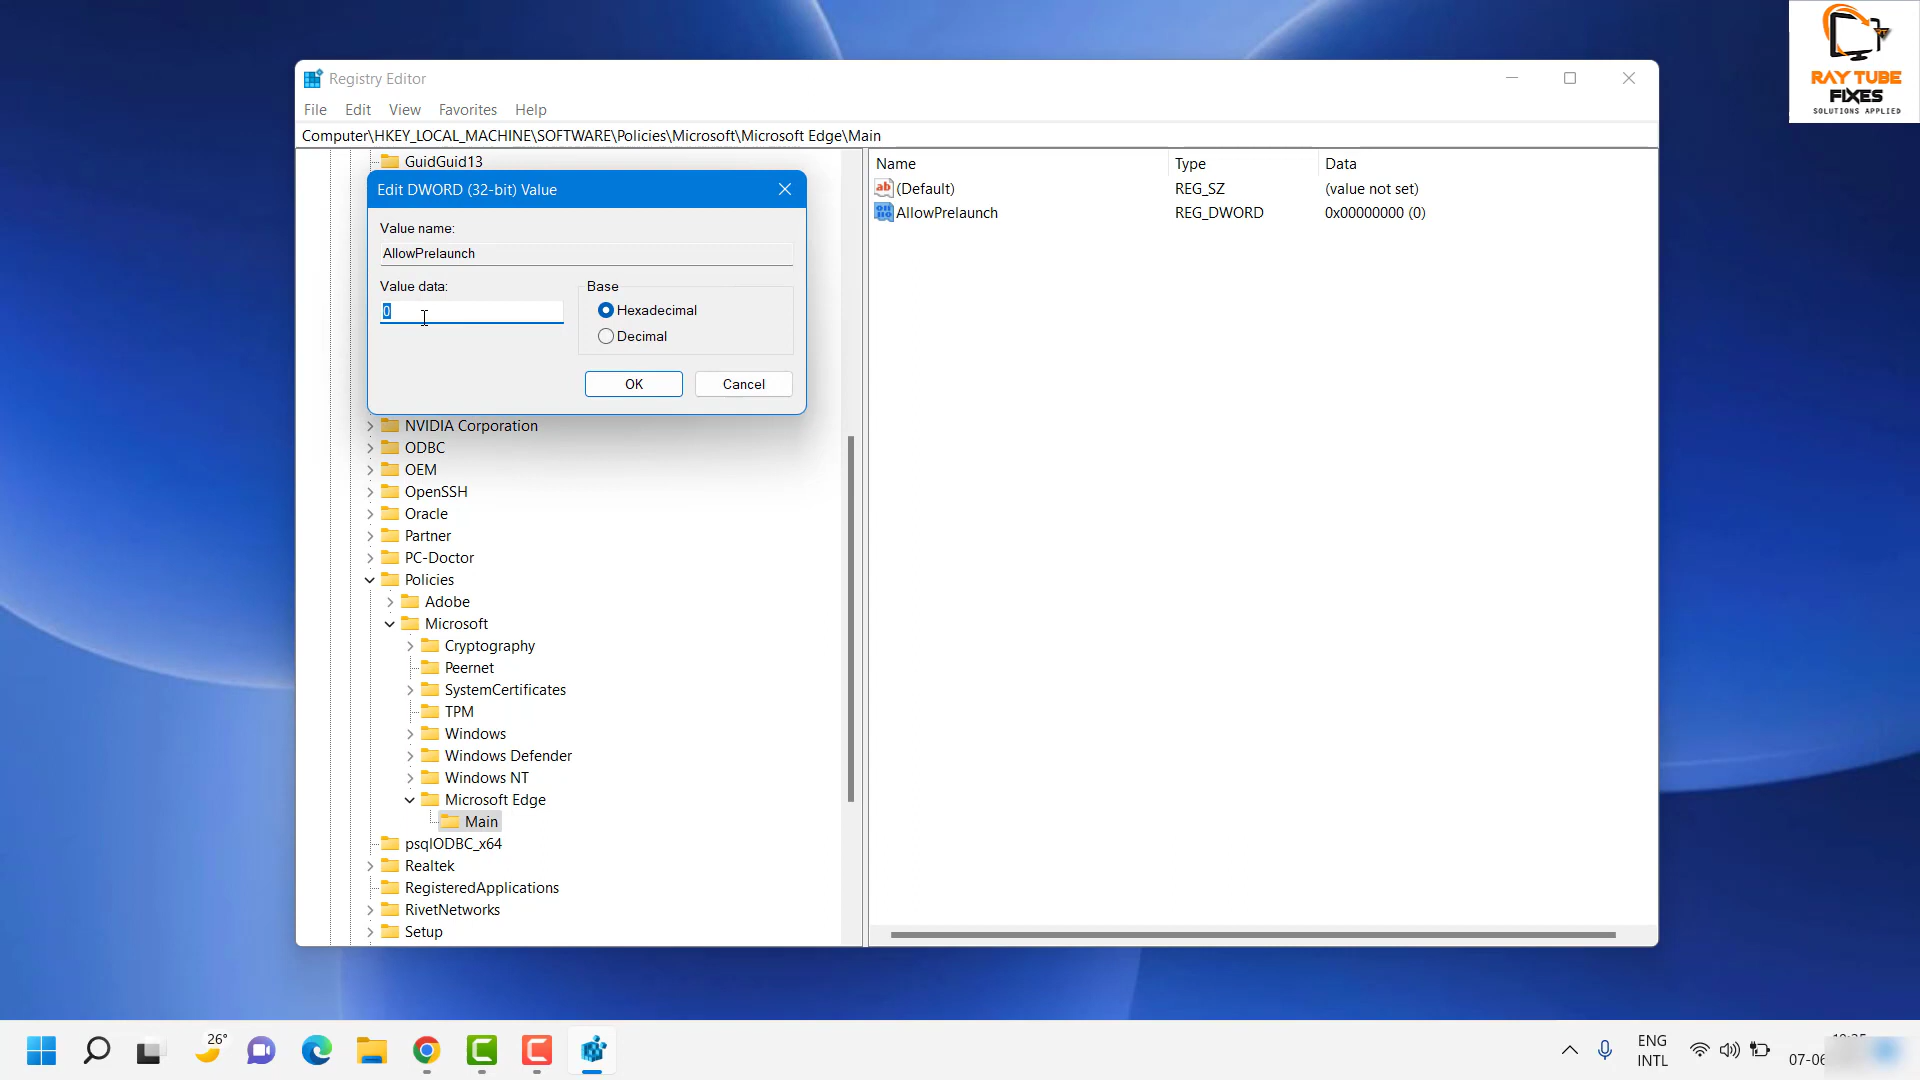 RAY TUBE
FIXES
SOLUTIONS APPLIED
Registry Editor
File Edit View Favorites Help
Computer\HKEY_LOCAL_MACHINE\SOFTWARE\Policies\Microsoft\Microsoft Edge\Main
GuidGuid13
Edit DWORD (32-bit) Value
Value name:
AllowPrelaunch
Value data:
0
Base
Hexadecimal
Decimal
OK Cancel
Name Type Data
(Default) REG_SZ (value not set)
AllowPrelaunch REG_DWORD 0x00000000 (0)
NVIDIA Corporation
ODBC
OEM
OpenSSH
Oracle
Partner
PC-Doctor
Policies
Adobe
Microsoft
Cryptography
Peernet
SystemCertificates
TPM
Windows
Windows Defender
Windows NT
Microsoft Edge
Main
psqlODBC_x64
Realtek
RegisteredApplications
RivetNetworks
Setup
26°
ENG
INTL
07-06